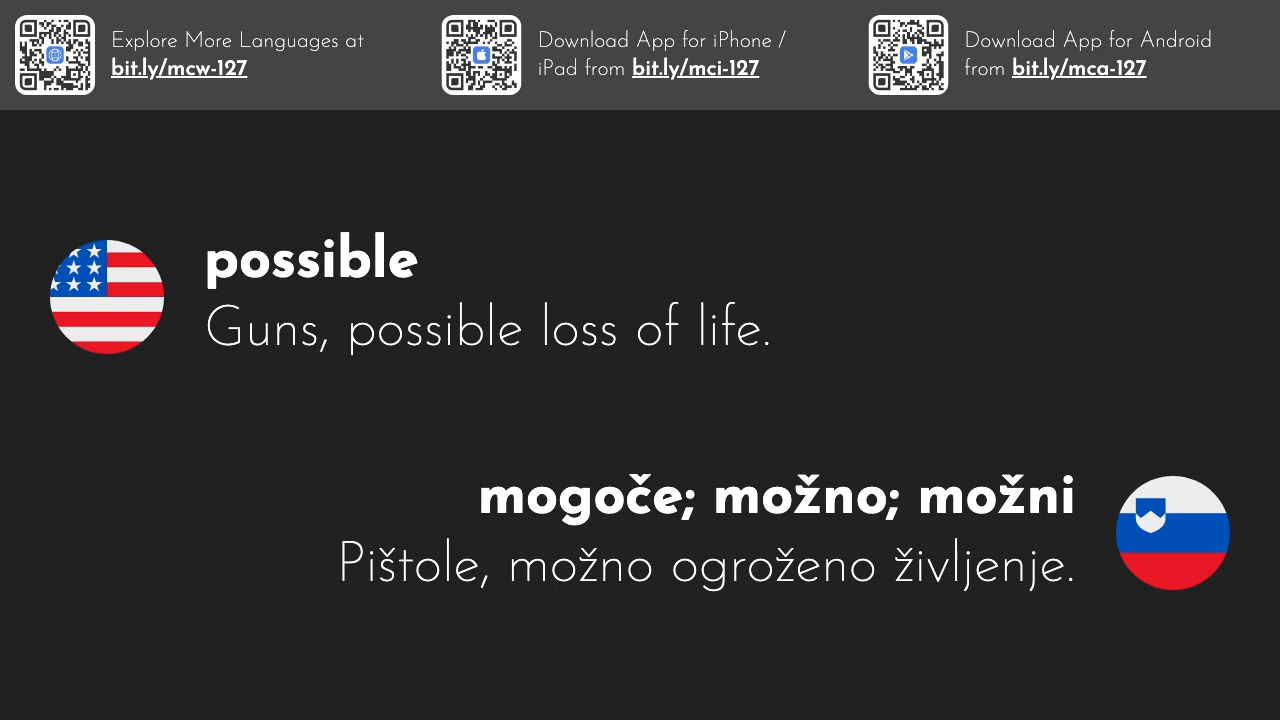 Explore More Languages at
bit.ly/mcw-127
Download App for iPhone /
iPad from bit.ly/mci-127
Download App for Android
from bit.ly/mca-127
possible
Guns, possible loss of life.
mogoče; možno; možni
Pištole, možno ogroženo življenje.